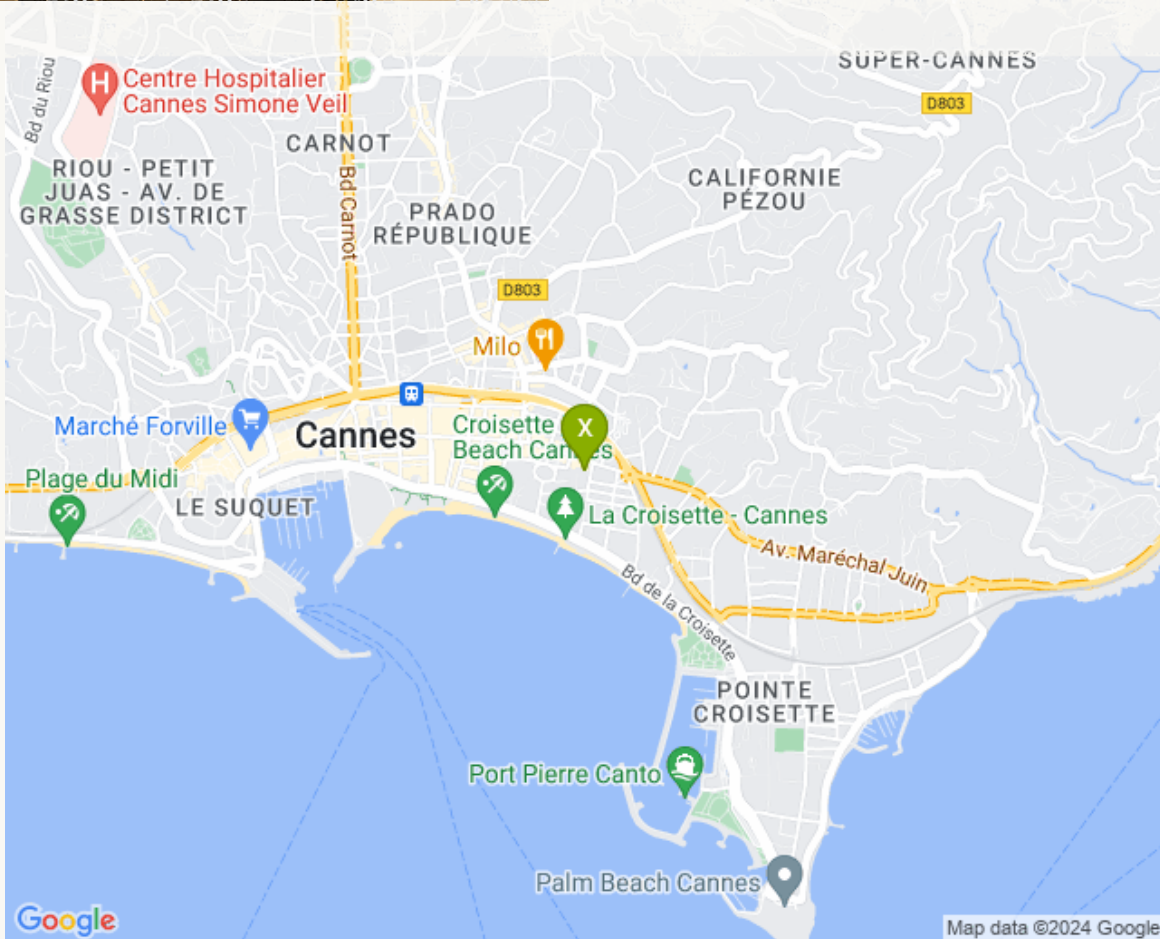 SUPER-CANNES
Centre Hospitalier
Cannes Simone Veil
Bd du Riou
D803
CARNOT
RIOU - PETIT
JUAS - AV. DE
GRASSE DISTRICT
Bd Carnot
CALIFORNIE
PÉZOU
PRADO
RÉPUBLIQUE
D803
Milo
Marché Forville
Cannes
Croisette
Beach Cannes
X
Plage du Midi
LE SUQUET
La Croisette - Cannes
Av. Maréchal Juin
Bd de la Croisette
POINTE
CROISETTE
Port Pierre Canto
Palm Beach Cannes
Google
Map data ©2024 Google
H